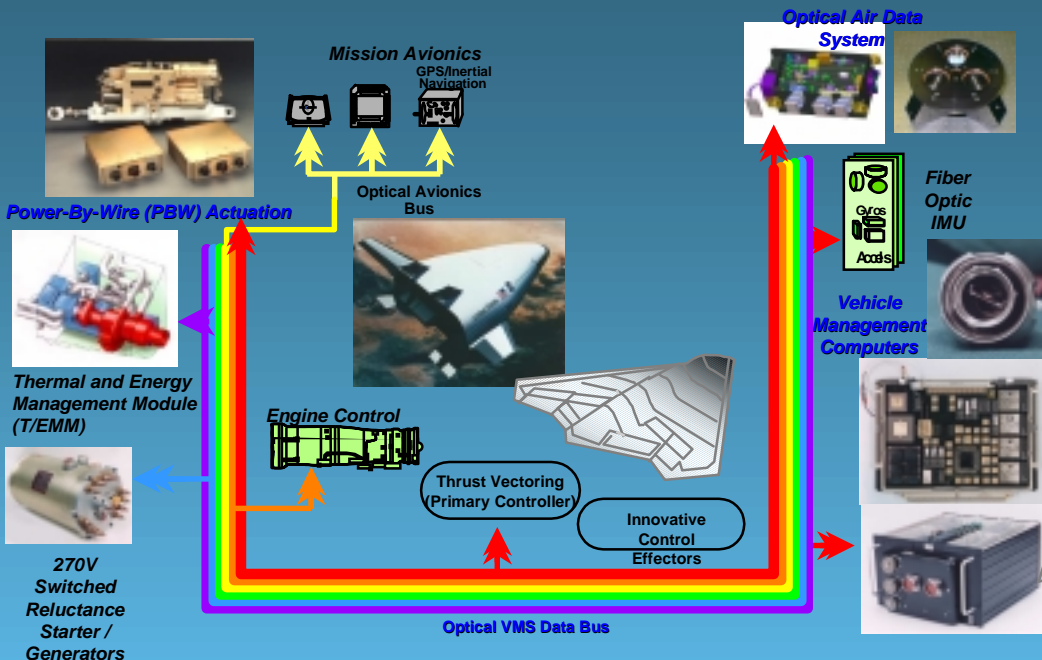 Optical Air Data
System
Mission Avionics
GPS/Inertial
Navigation
Optical Avionics
Bus
Power-By-Wire (PBW) Actuation
Fiber
Optic
IMU
Gyros
Accels
Vehicle
Management
Computers
Thermal and Energy
Management Module
(T/EMM)
Engine Control
Thrust Vectoring
(Primary Controller)
Innovative
Control
Effectors
270V
Switched
Reluctance
Starter /
Generators
Optical VMS Data Bus